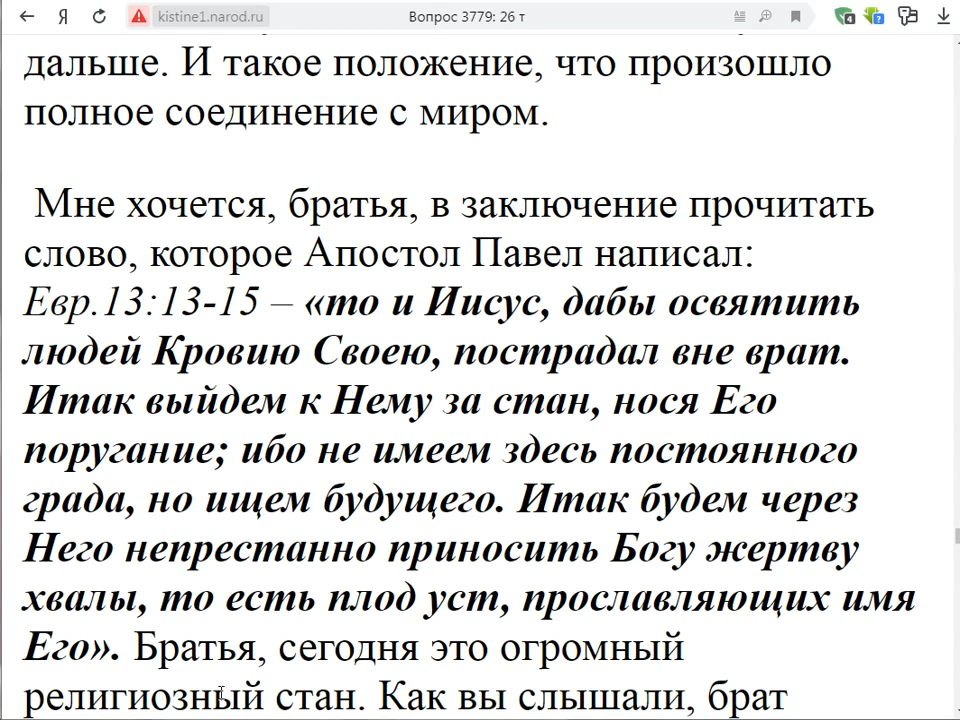 kistine1.narod.ru
Вопрос 3779: 26 т
дальше. И такое положение, что произошло
полное соединение с миром.
Мне хочется, братья, в заключение прочитать
слово, которое Апостол Павел написал:
Евр.13:13-15 – «то и Иисус, дабы освятить
людей Кровию Своею, пострадал вне врат.
Итак выйдем к Нему за стан, нося Его
поругание; ибо не имеем здесь постоянного
града, но ищем будущего. Итак будем через
Него непрестанно приносить Богу жертву
хвалы, то есть плод уст, прославляющих имя
Его». Братья, сегодня это огромный
религиозный стан. Как вы слышали, брат